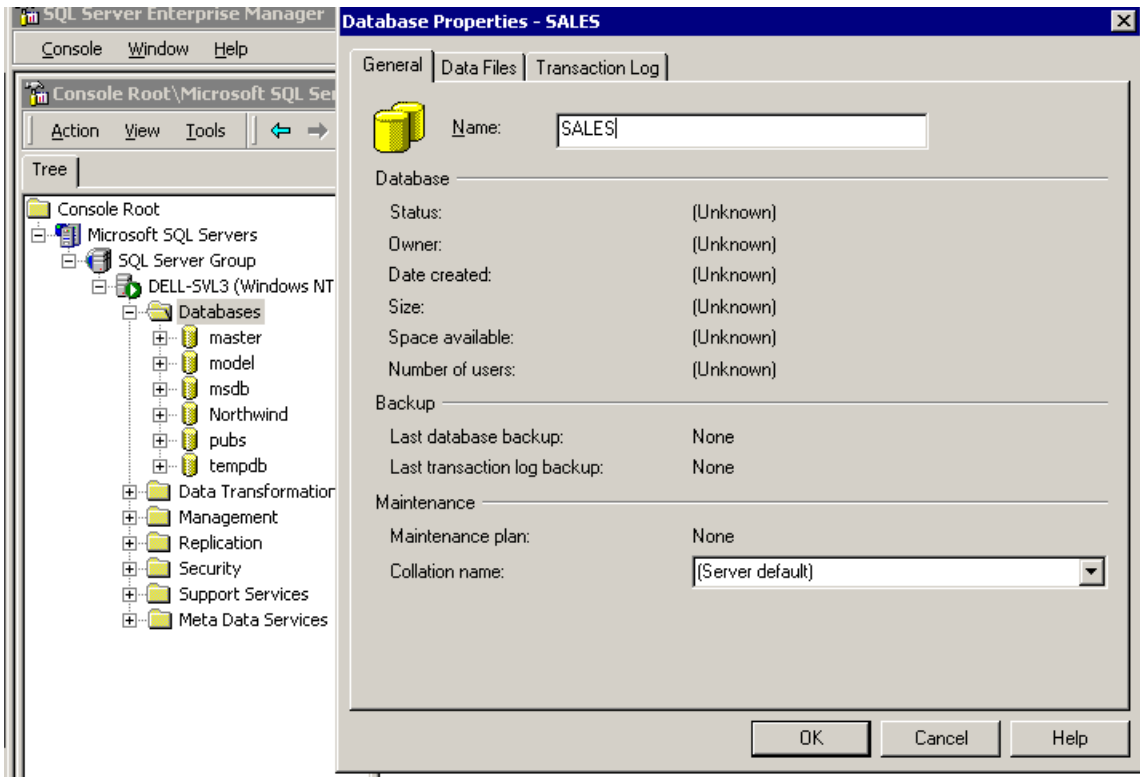 SQL Server Enterprise Manager
Console Window Help
Console Root\Microsoft SQL Ser
Action View Tools
Tree
Console Root
Microsoft SQL Servers
SQL Server Group
DELL-SVL3 (Windows NT
Databases
master
model
msdb
Northwind
pubs
tempdb
Data Transformation
Management
Replication
Security
Support Services
Meta Data Services
Database Properties - SALES
General Data Files Transaction Log
Name: SALES
Database
Status: (Unknown)
Owner: (Unknown)
Date created: (Unknown)
Size: (Unknown)
Space available: (Unknown)
Number of users: (Unknown)
Backup
Last database backup: None
Last transaction log backup: None
Maintenance
Maintenance plan: None
Collation name: (Server default)
OK Cancel Help